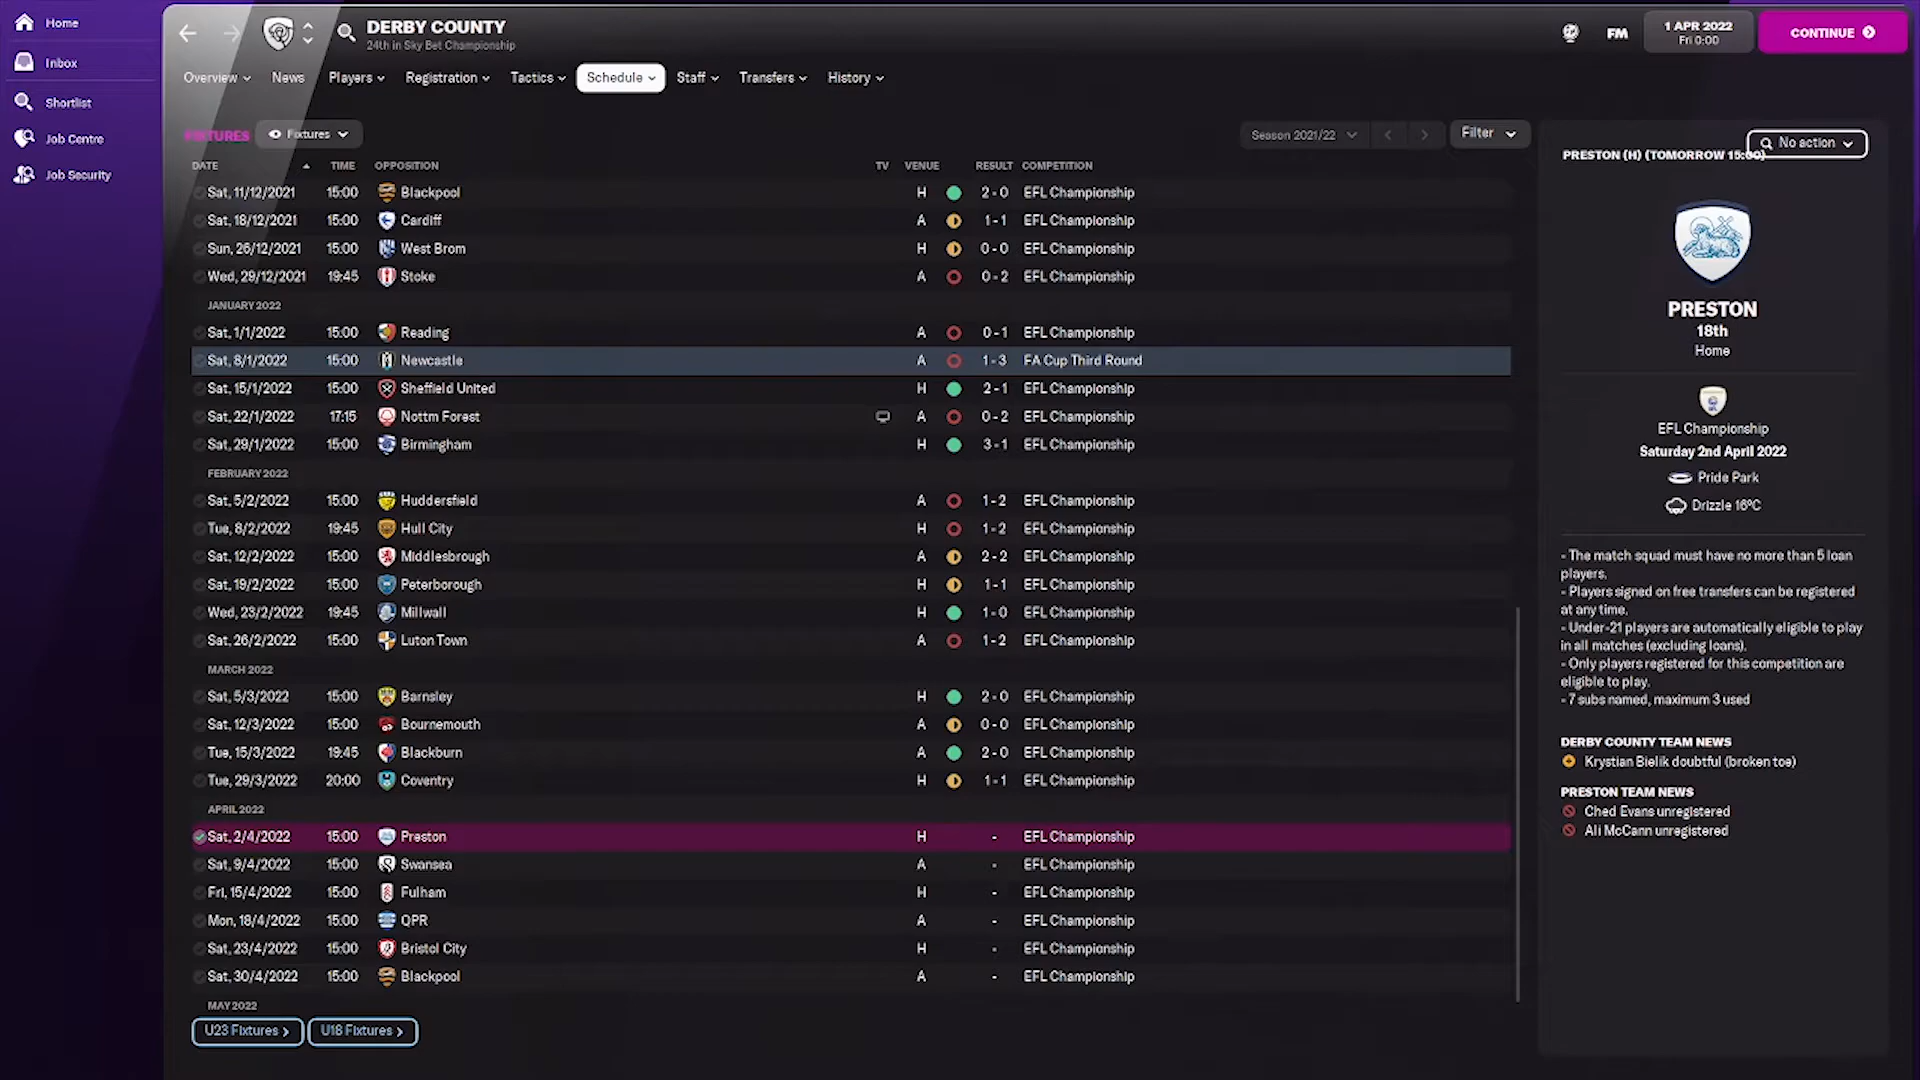 Home
Inbox
Shortlist
Job Centre
Job Security
DERBY COUNTY
24th in Sky Bet Championship
FM
1 APR 2022
Fri 0:00
CONTINUE
Overview News Players Registration Tactics Schedule Staff Transfers History
FIXTURES Fixtures
Season 2021/22
Filter
DATE TIME OPPOSITION TV VENUE RESULT COMPETITION
Sat, 11/12/2021 15:00 Blackpool H 2 - 0 EFL Championship
Sat, 18/12/2021 15:00 Cardiff A 1 - 1 EFL Championship
Sun, 26/12/2021 15:00 West Brom H 0 - 0 EFL Championship
Wed, 29/12/2021 19:45 Stoke A 0 - 2 EFL Championship
JANUARY 2022
Sat, 1/1/2022 15:00 Reading A 0 - 1 EFL Championship
Sat, 8/1/2022 15:00 Newcastle A 1 - 3 FA Cup Third Round
Sat, 15/1/2022 15:00 Sheffield United H 2 - 1 EFL Championship
Sat, 22/1/2022 17:15 Nottm Forest A 0 - 2 EFL Championship
Sat, 29/1/2022 15:00 Birmingham H 3 - 1 EFL Championship
FEBRUARY 2022
Sat, 5/2/2022 15:00 Huddersfield A 1 - 2 EFL Championship
Tue, 8/2/2022 19:45 Hull City H 1 - 2 EFL Championship
Sat, 12/2/2022 15:00 Middlesbrough A 2 - 2 EFL Championship
Sat, 19/2/2022 15:00 Peterborough H 1 - 1 EFL Championship
Wed, 23/2/2022 19:45 Millwall H 1 - 0 EFL Championship
Sat, 26/2/2022 15:00 Luton Town A 1 - 2 EFL Championship
MARCH 2022
Sat, 5/3/2022 15:00 Barnsley H 2 - 0 EFL Championship
Sat, 12/3/2022 15:00 Bournemouth A 0 - 0 EFL Championship
Tue, 15/3/2022 19:45 Blackburn A 2 - 0 EFL Championship
Tue, 29/3/2022 20:00 Coventry H 1 - 1 EFL Championship
APRIL 2022
Sat, 2/4/2022 15:00 Preston H - EFL Championship
Sat, 9/4/2022 15:00 Swansea A - EFL Championship
Fri, 15/4/2022 15:00 Fulham H - EFL Championship
Mon, 18/4/2022 15:00 QPR A - EFL Championship
Sat, 23/4/2022 15:00 Bristol City H - EFL Championship
Sat, 30/4/2022 15:00 Blackpool A - EFL Championship
MAY 2022
U23 Fixtures > U18 Fixtures >
No action
PRESTON (H) (TOMORROW 15:00)
PRESTON
18th
Home
EFL Championship
Saturday 2nd April 2022
Pride Park
Drizzle 16°C
- The match squad must have no more than 5 loan
players.
- Players signed on free transfers can be registered
at any time.
- Under-21 players are automatically eligible to play
in all matches (excluding loans).
- Only players registered for this competition are
eligible to play.
- 7 subs named, maximum 3 used
DERBY COUNTY TEAM NEWS
Krystian Bielik doubtful (broken toe)
PRESTON TEAM NEWS
Ched Evans unregistered
Ali McCann unregistered